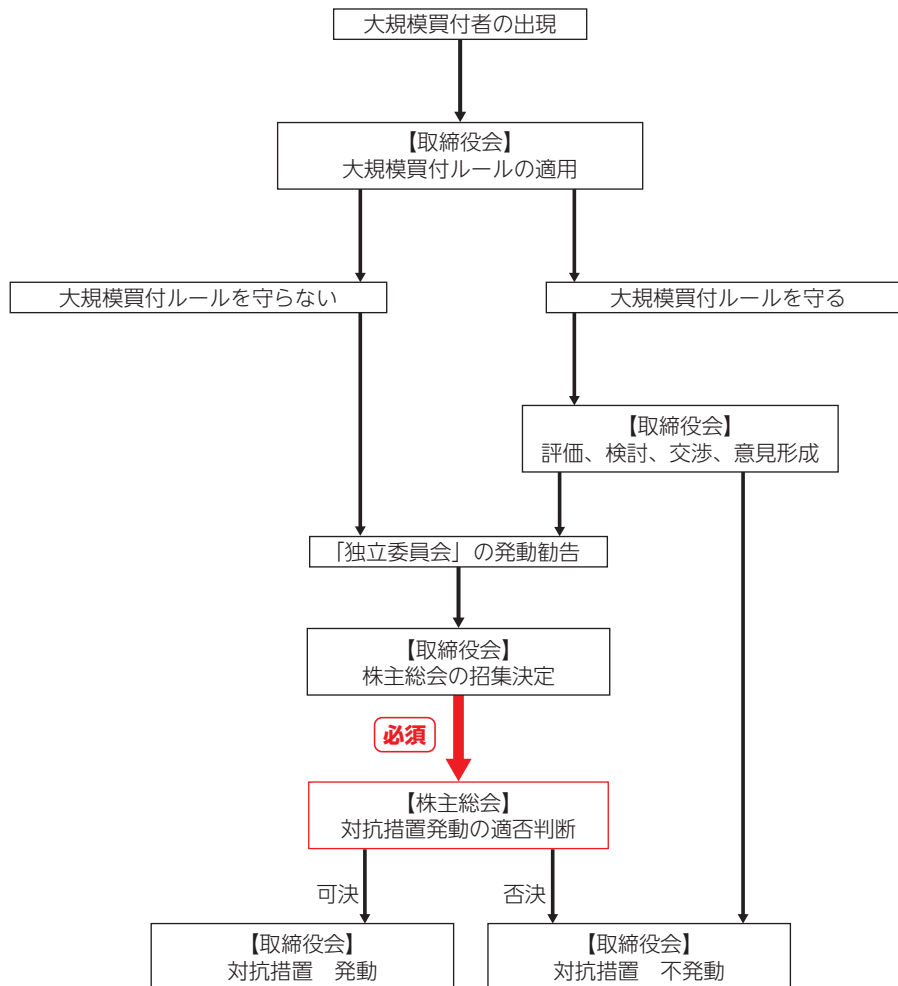 大規模買付者の出現
【取締役会】
大規模買付ルールの適用
大規模買付ルールを守らない
大規模買付ルールを守る
【取締役会】
評価、検討、交渉、意見形成
「独立委員会」の発動勧告
【取締役会】
株主総会の招集決定
必須
【株主総会】
対抗措置発動の適否判断
可決
否決
【取締役会】
対抗措置　発動
【取締役会】
対抗措置　不発動